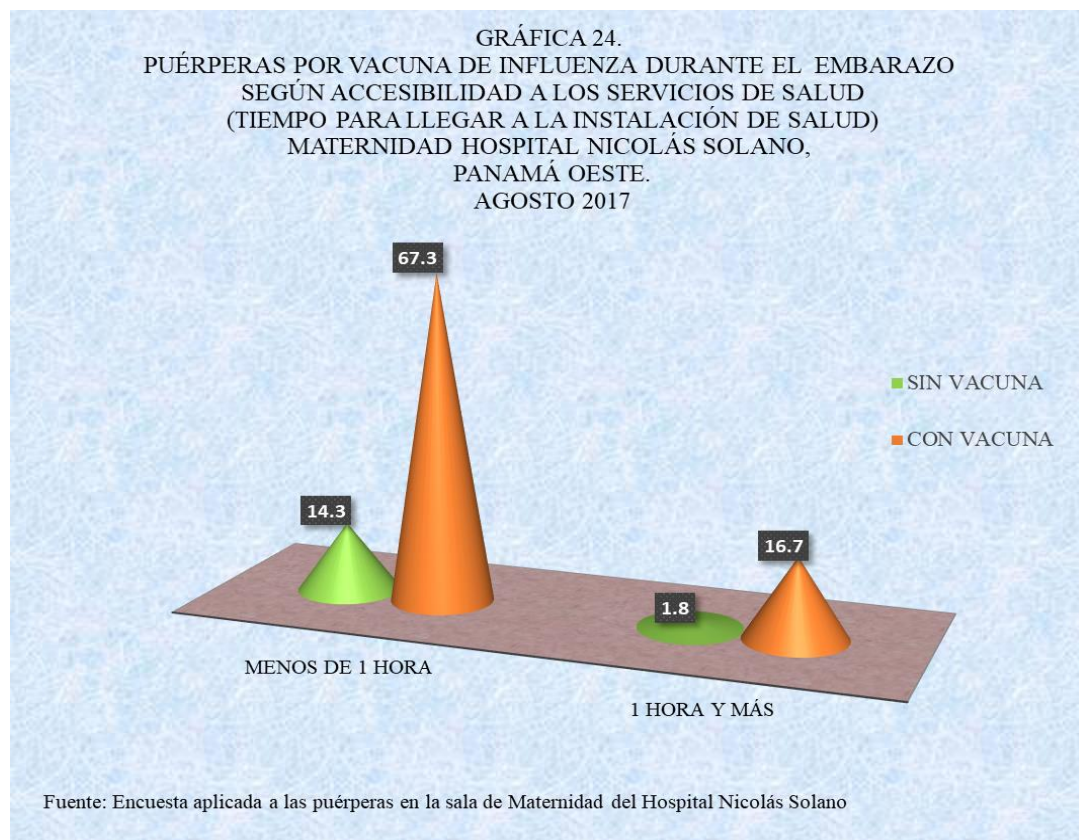 GRÁFICA 24.
PUÉRPERAS POR VACUNA DE INFLUENZA DURANTE EL EMBARAZO
SEGÚN ACCESIBILIDAD A LOS SERVICIOS DE SALUD
(TIEMPO PARA LLEGAR A LA INSTALACIÓN DE SALUD)
MATERNIDAD HOSPITAL NICOLÁS SOLANO,
PANAMÁ OESTE.
AGOSTO 2017
67.3
14.3
16.7
1.8
SIN VACUNA
CON VACUNA
MENOS DE 1 HORA
1 HORA Y MÁS
Fuente: Encuesta aplicada a las puérperas en la sala de Maternidad del Hospital Nicolás Solano